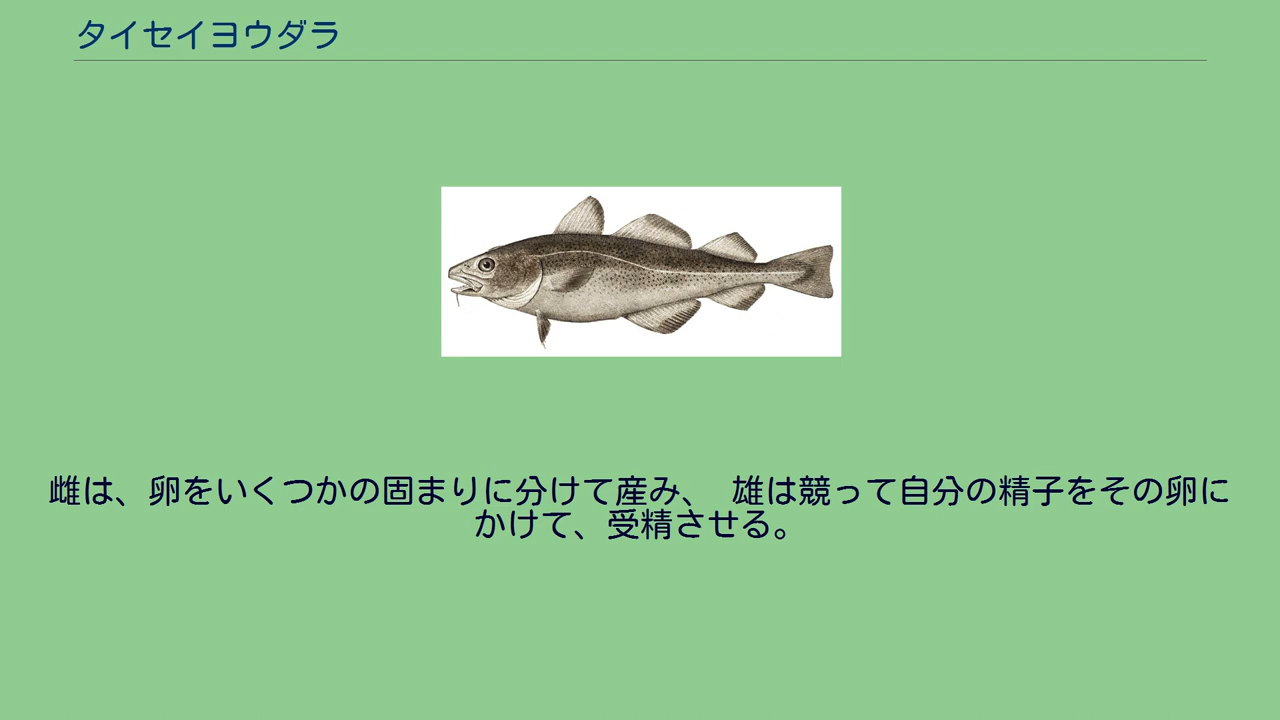 タイセイヨウダラ
雌は、卵をいくつかの固まりに分けて産み、 雄は競って自分の精子をその卵に
かけて、受精させる。